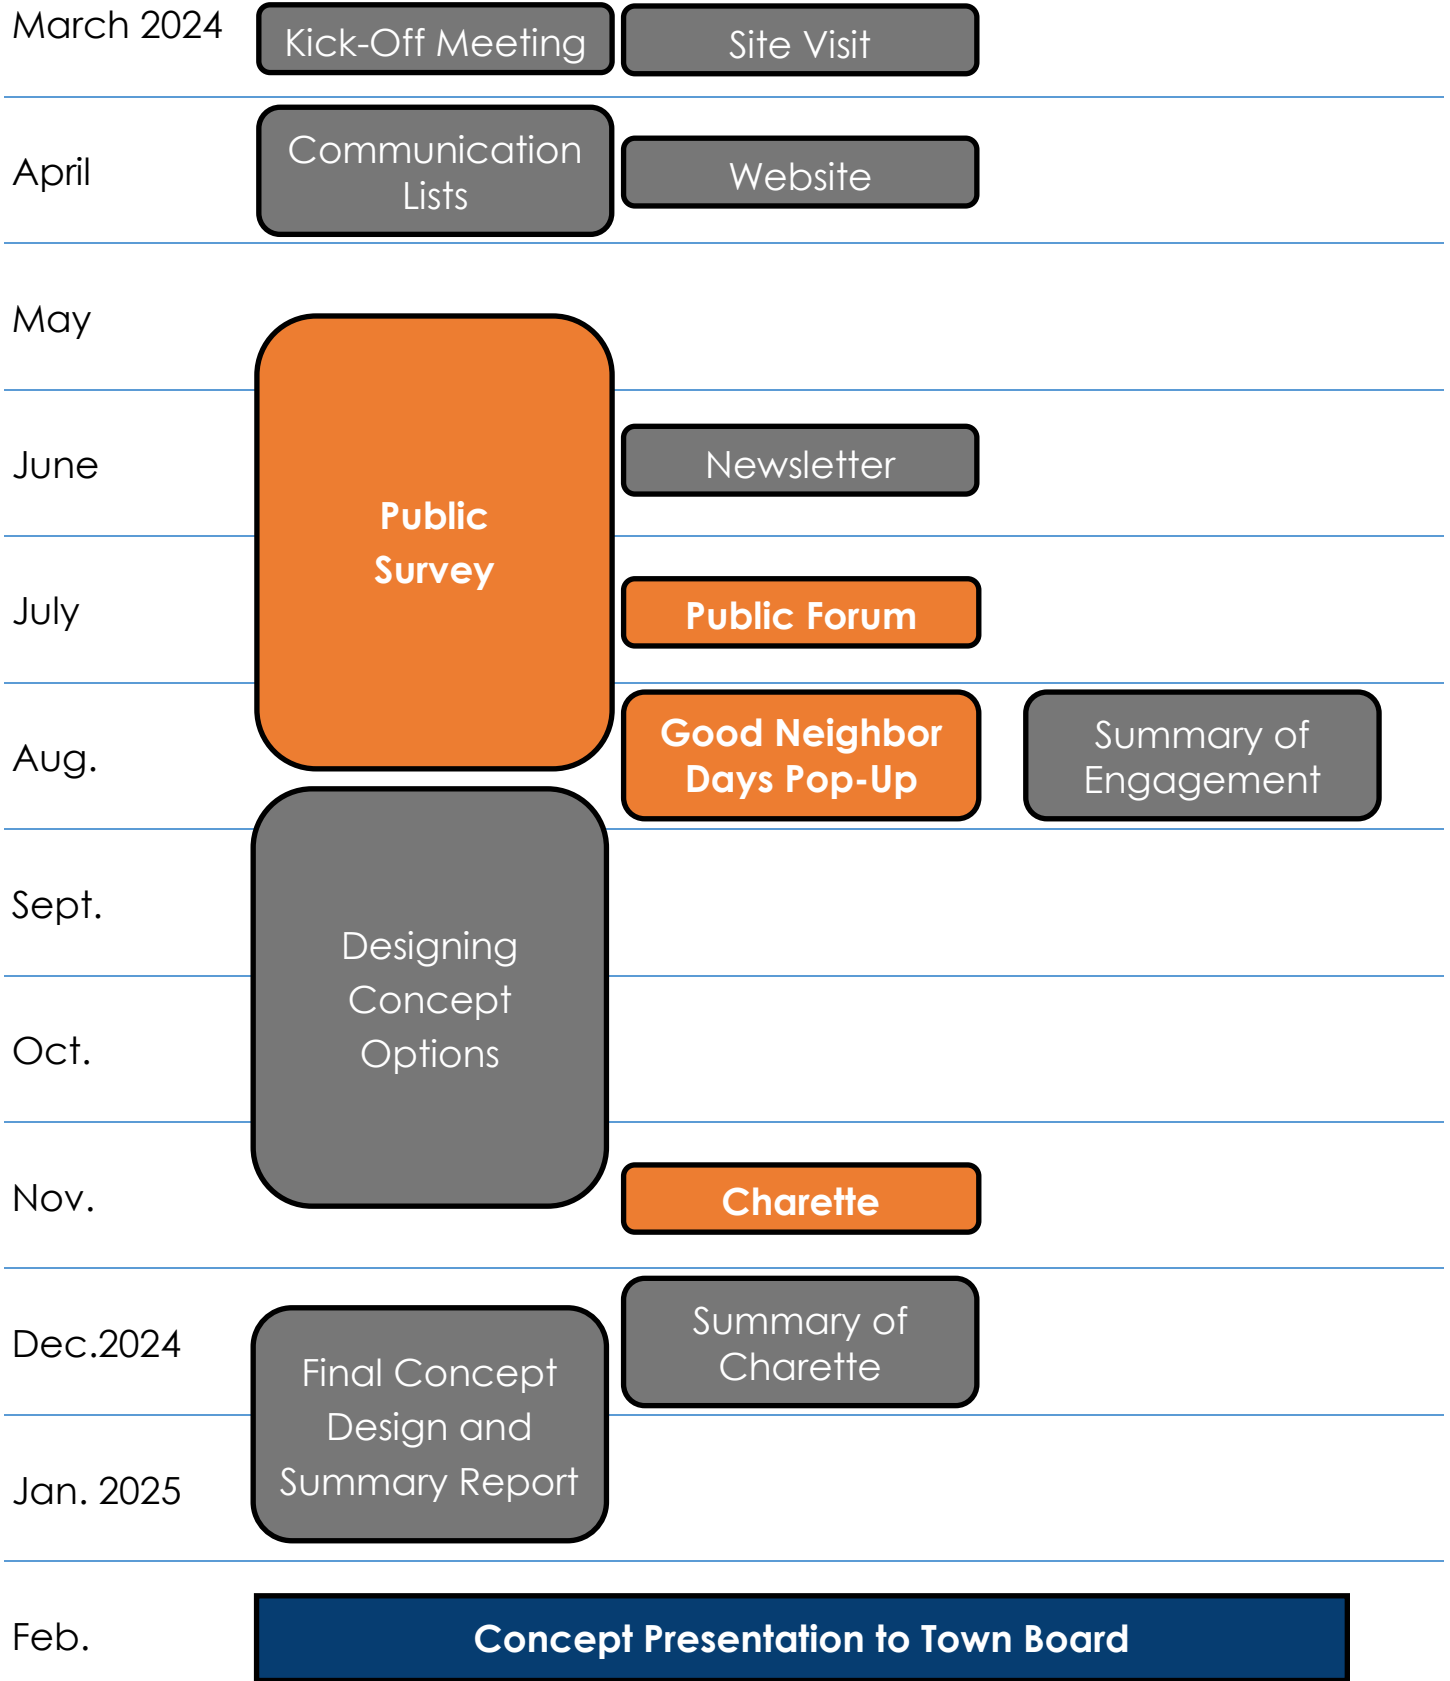 March 2024
Kick-Off Meeting
Site Visit
April
Communication
Lists
Website
May
Public
Survey
June
Newsletter
July
Public Forum
Aug.
Good Neighbor
Days Pop-Up
Summary of
Engagement
Sept.
Designing
Concept
Options
Oct.
Nov.
Charette
Dec.2024
Final Concept
Design and
Summary Report
Summary of
Charette
Jan. 2025
Feb.
Concept Presentation to Town Board